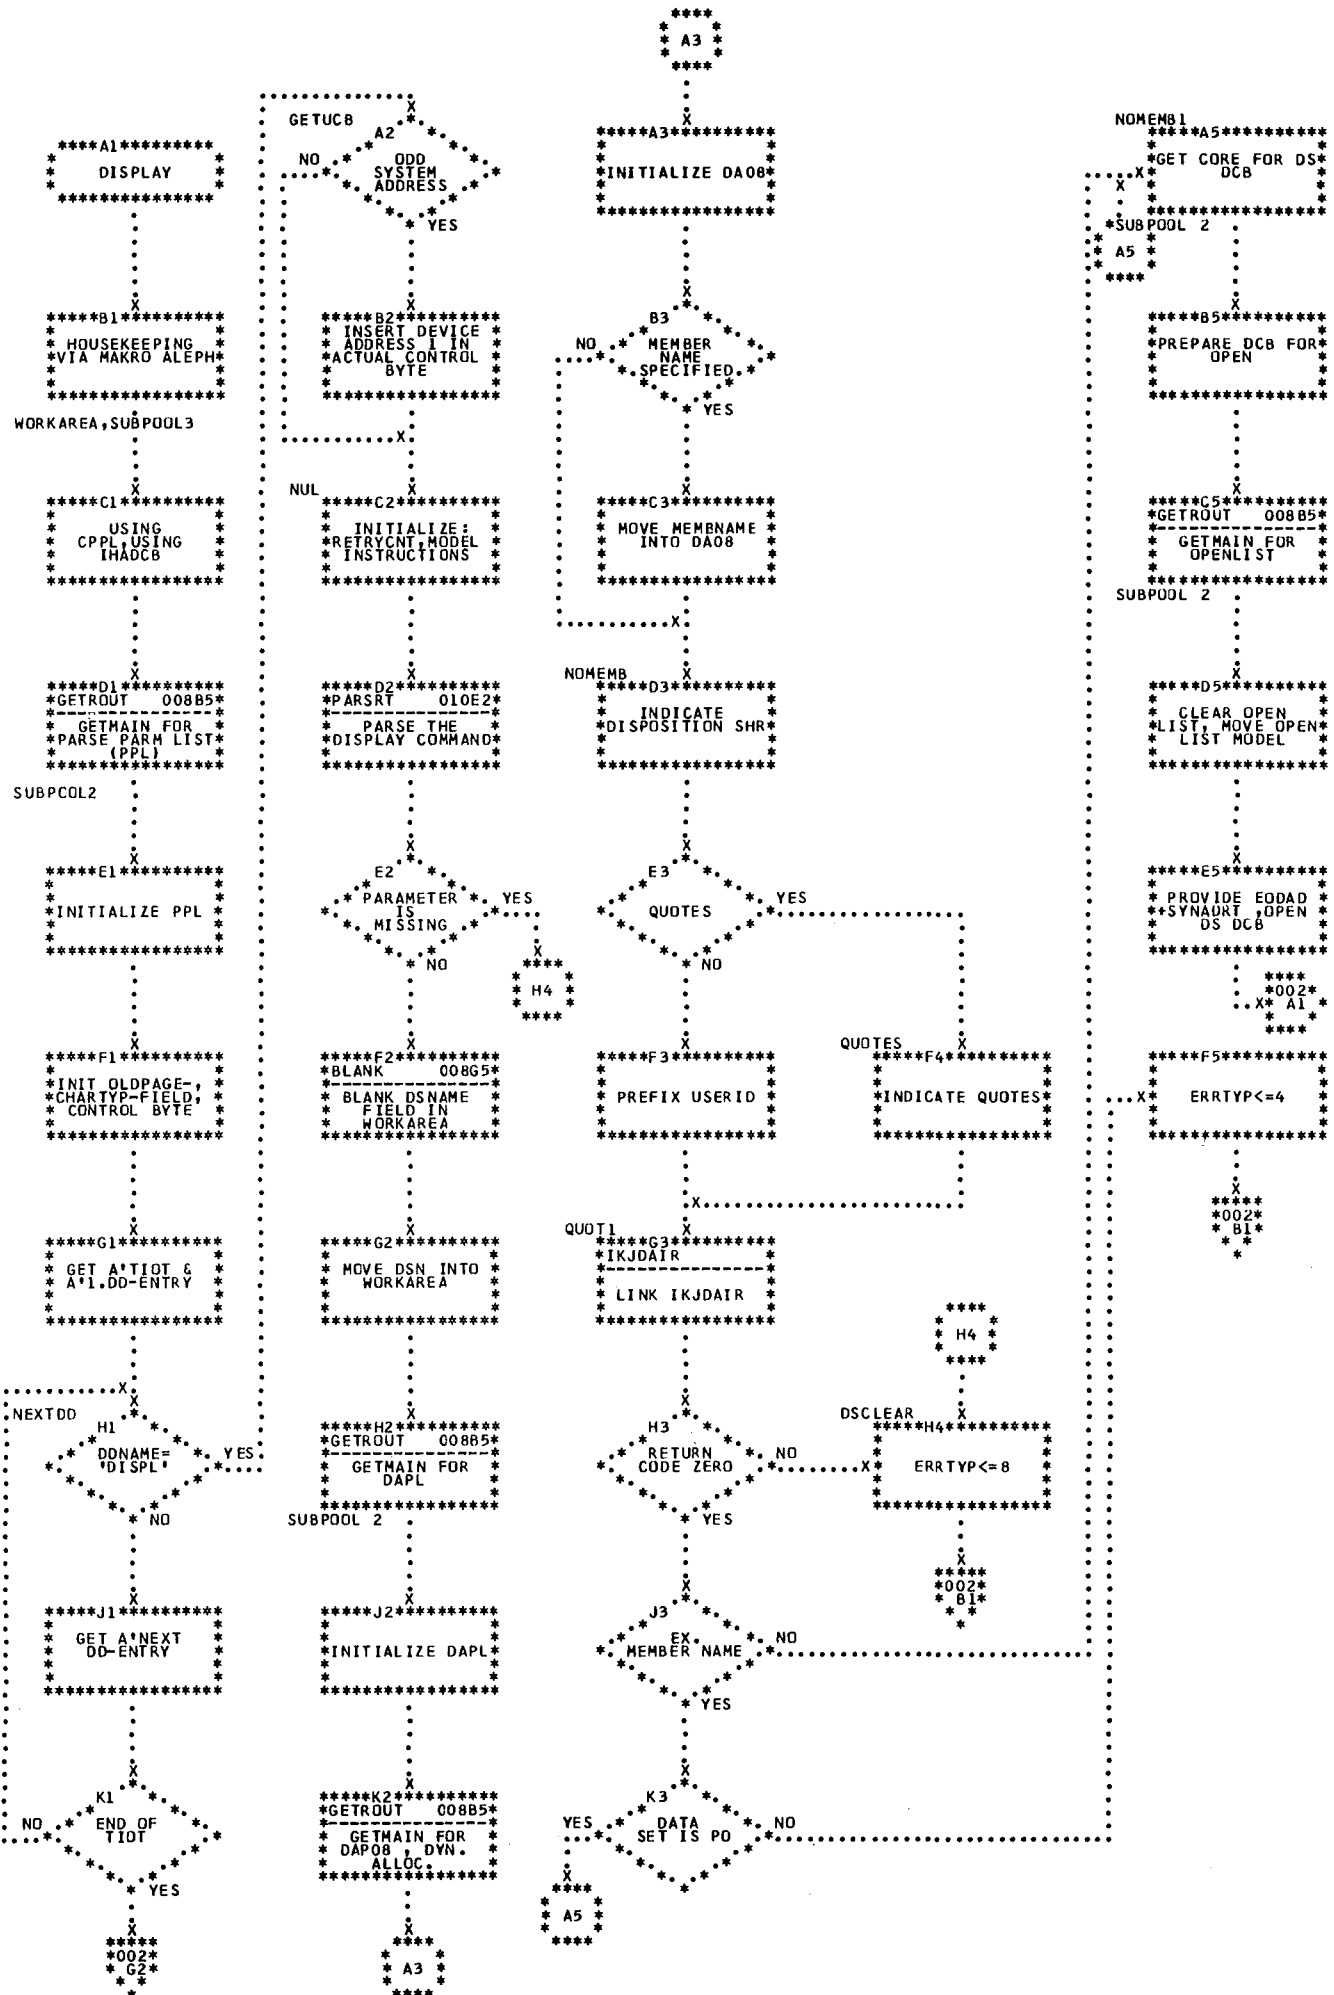 A3
A1
DISPLAY
B1
HOUSEKEEPING
VIA MAKRO ALEPH
WORKAREA,SUBPOOL3
C1
USING
CPPL,USING
IHADCB
D1
GETROUT 008B5
GETMAIN FOR
PARSE PARM LIST
(PPL)
SUBPCOL2
E1
INITIALIZE PPL
F1
INIT OLDPAGE-,
CHARTYP-FIELD,
CONTROL BYTE
G1
GET A'TIOT &
A'1.DD-ENTRY
NEXTDD
H1
DDNAME=
'DISPL'
YES
NO
J1
GET A'NEXT
DD-ENTRY
K1
END OF
TIOT
NO
YES
002
G2
GETUCB
A2
ODD
SYSTEM
ADDRESS
NO
YES
B2
INSERT DEVICE
ADDRESS 1 IN
ACTUAL CONTROL
BYTE
NUL
C2
INITIALIZE:
RETRYCNT,MODEL
INSTRUCTIONS
D2
PARSRT 010E2
PARSE THE
DISPLAY COMMAND
E2
PARAMETER
IS
MISSING
YES
NO
H4
F2
BLANK 008G5
BLANK DSNAME
FIELD IN
WORKAREA
G2
MOVE DSN INTO
WORKAREA
H2
GETROUT 008B5
GETMAIN FOR
DAPL
SUBPOOL 2
J2
INITIALIZE DAPL
K2
GETROUT 008B5
GETMAIN FOR
DAP08 , DYN.
ALLOC.
A3
A3
INITIALIZE DA08
B3
MEMBER
NAME
SPECIFIED
NO
YES
C3
MOVE MEMBNAME
INTO DA08
NOMEMB
D3
INDICATE
DISPOSITION SHR
E3
QUOTES
YES
NO
F3
PREFIX USERID
QUOTES
F4
INDICATE QUOTES
QUOT1
G3
IKJDAIR
LINK IKJDAIR
H4
H3
RETURN
CODE ZERO
NO
YES
DSCLEAR
H4
ERRTYP<=8
002
B1
J3
EX.
MEMBER NAME
NO
YES
K3
DATA
SET IS PO
YES
NO
A5
NOMEMB1
A5
GET CORE FOR DS
DCB
SUBPOOL 2
A5
B5
PREPARE DCB FOR
OPEN
C5
GETROUT 008B5
GETMAIN FOR
OPENLIST
SUBPOOL 2
D5
CLEAR OPEN
LIST, MOVE OPEN
LIST MODEL
E5
PROVIDE EODAD
+SYNADRT ,OPEN
DS DCB
002
A1
F5
ERRTYP<=4
002
B1